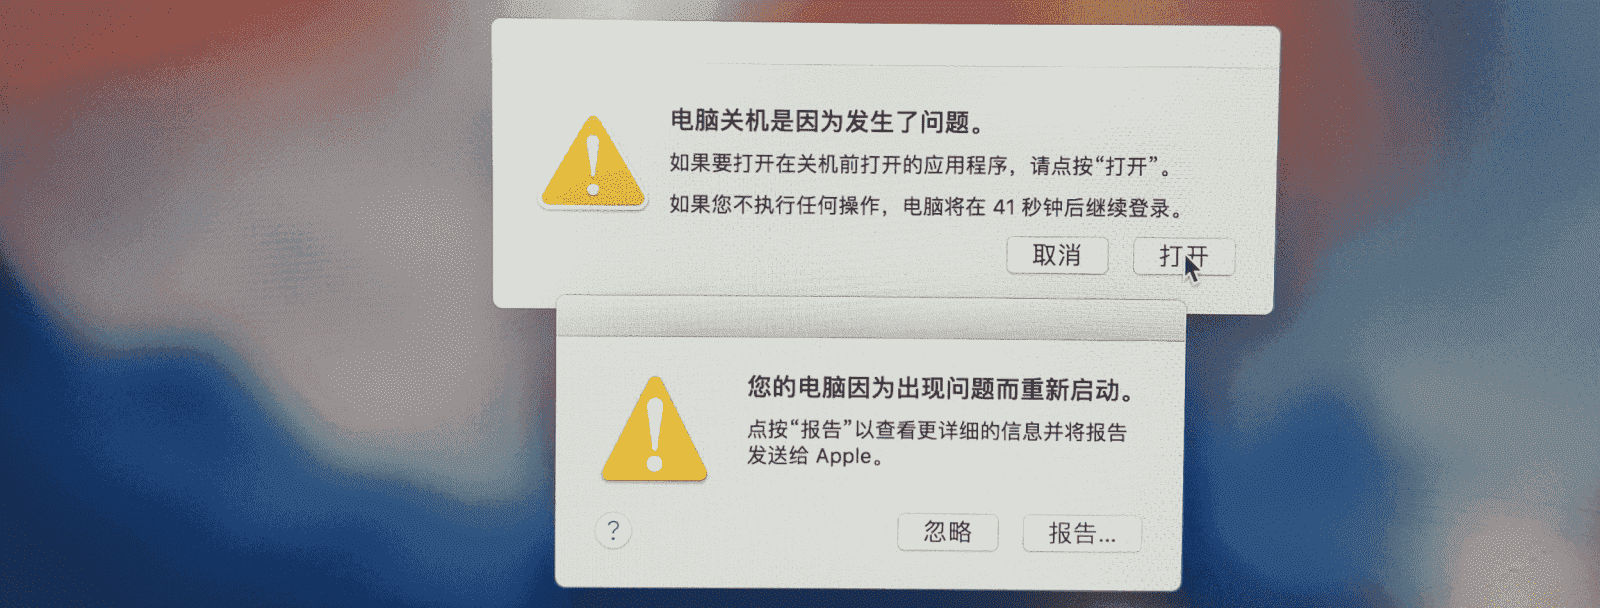 电脑关机是因为发生了问题。
如果要打开在关机前打开的应用程序，请点按“打开”。
如果您不执行任何操作，电脑将在 41 秒钟后继续登录。
取消
打开
您的电脑因为出现问题而重新启动。
点按“报告”以查看更详细的信息并将报告
发送给 Apple。
?
忽略
报告...